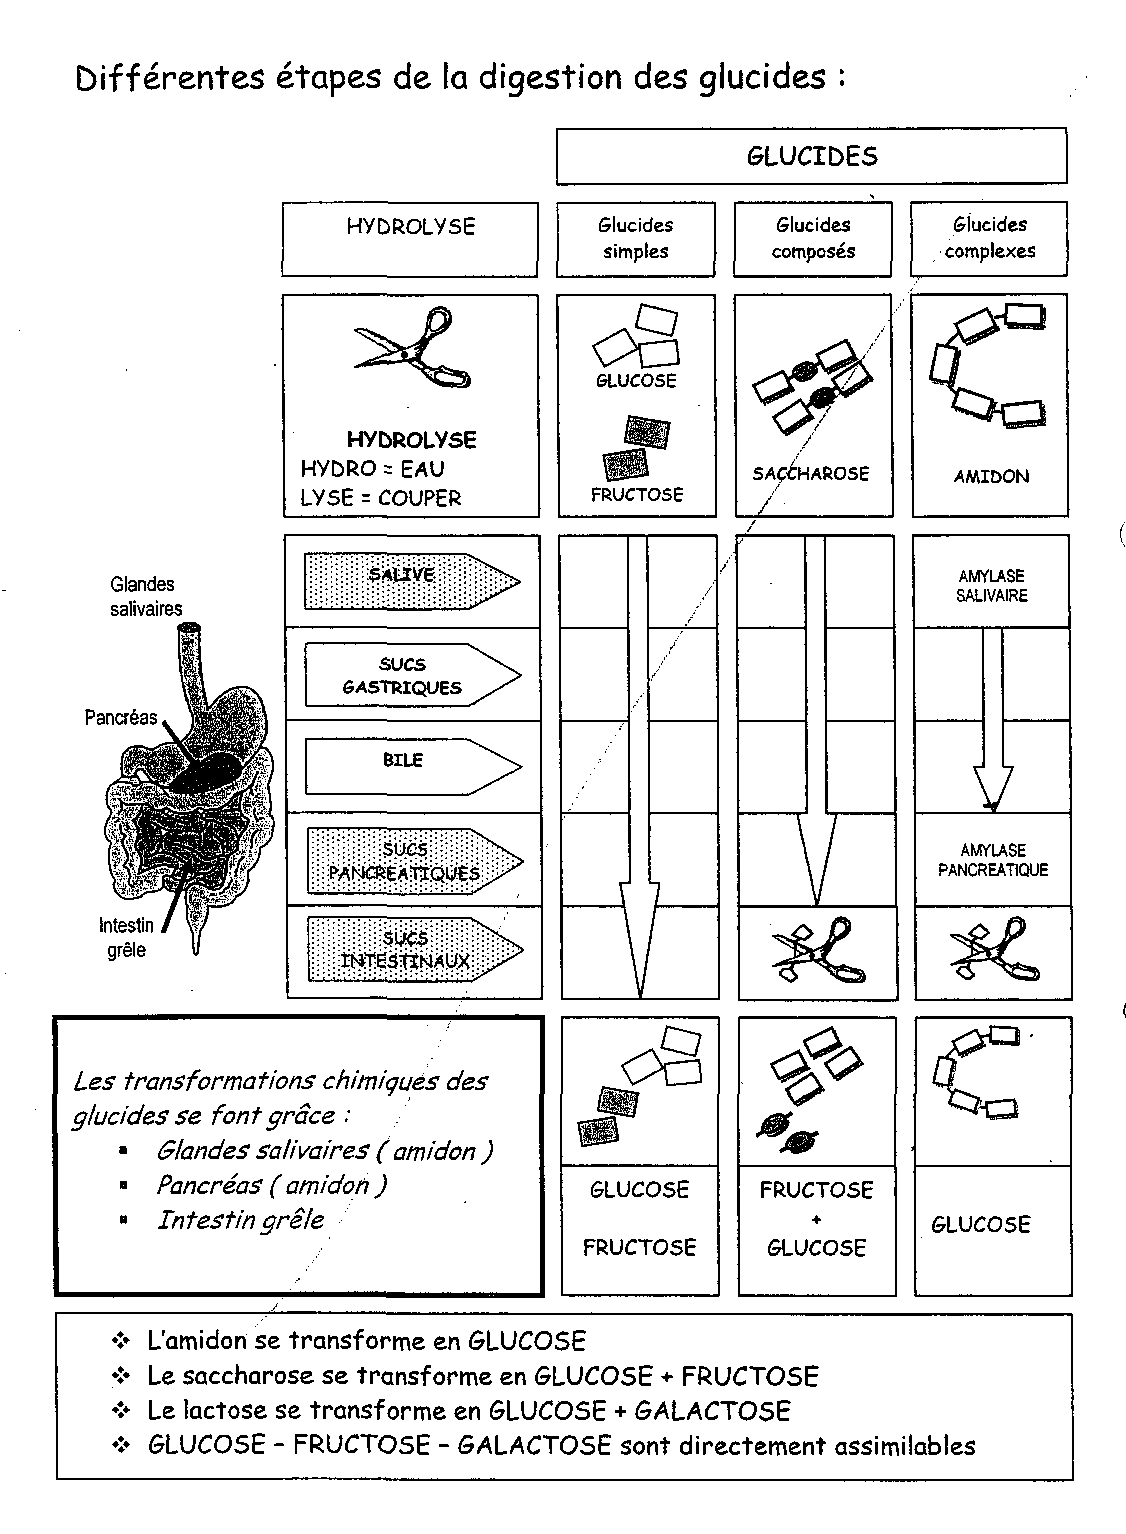 Différentes étapes de la digestion des glucides :
GLUCIDES
HYDROLYSE
Glucides
simples
Glucides
composés
Glucides
complexes
HYDROLYSE
HYDRO = EAU
LYSE = COUPER
GLUCOSE
FRUCTOSE
SACCHAROSE
AMIDON
Glandes
salivaires
Pancréas
Intestin
grêle
SALIVE
AMYLASE
SALIVAIRE
SUCS
GASTRIQUES
BILE
SUCS
PANCREATIQUES
AMYLASE
PANCREATIQUE
SUCS
INTESTINAUX
Les transformations chimiques des
glucides se font grâce :
▪ Glandes salivaires ( amidon )
▪ Pancréas ( amidon )
▪ Intestin grêle
GLUCOSE
FRUCTOSE
FRUCTOSE
+
GLUCOSE
GLUCOSE
❖ L'amidon se transforme en GLUCOSE
❖ Le saccharose se transforme en GLUCOSE + FRUCTOSE
❖ Le lactose se transforme en GLUCOSE + GALACTOSE
❖ GLUCOSE - FRUCTOSE - GALACTOSE sont directement assimilables